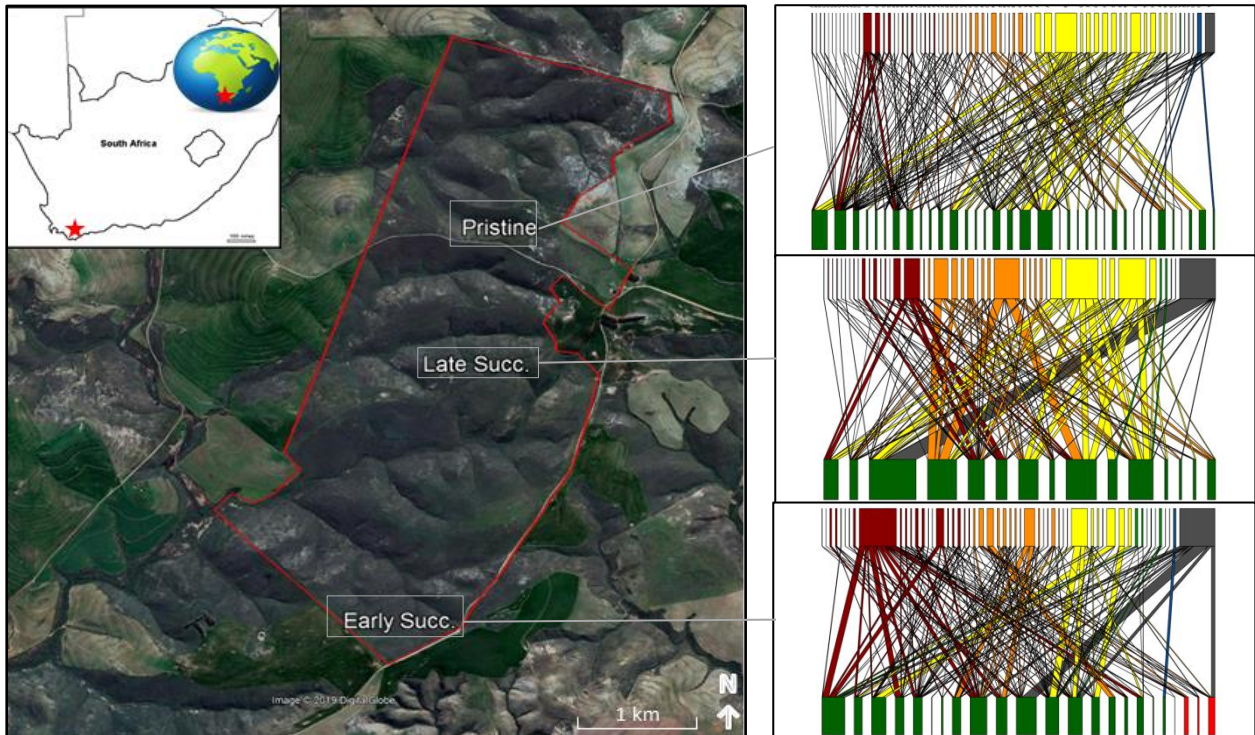 South Africa
Pristine
Late Succ.
Early Succ.
Image © 2019 DigitalGlobe
N
1 km